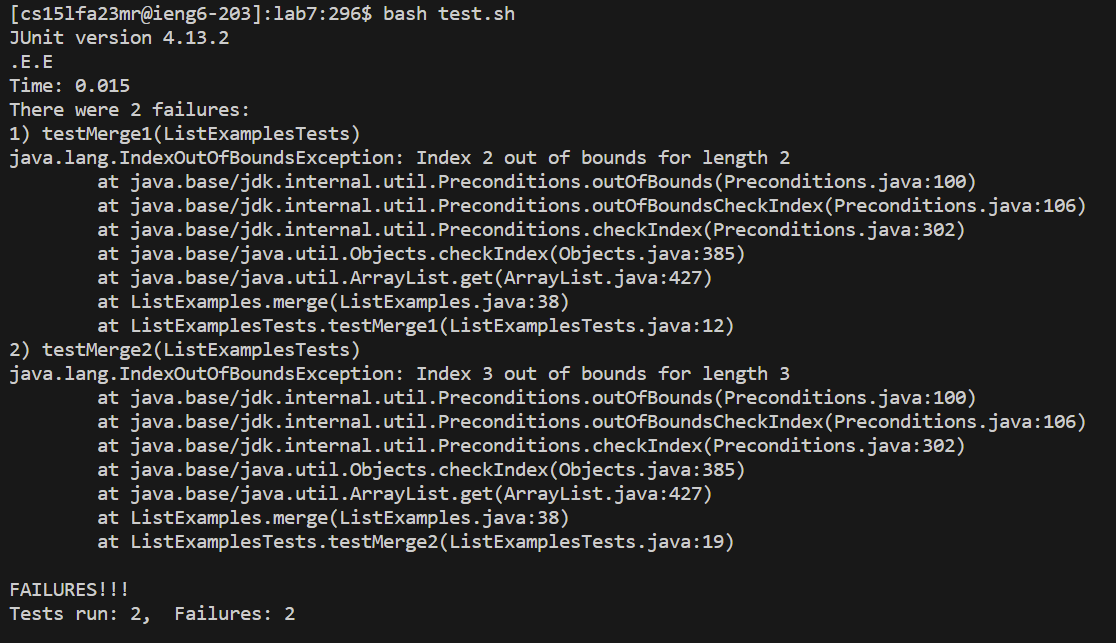 [cs15lfa23mr@ieng6-203]:lab7:296$ bash test.sh
JUnit version 4.13.2
.E.E
Time: 0.015
There were 2 failures:
1) testMerge1(ListExamplesTests)
java.lang.IndexOutOfBoundsException: Index 2 out of bounds for length 2
        at java.base/jdk.internal.util.Preconditions.outOfBounds(Preconditions.java:100)
        at java.base/jdk.internal.util.Preconditions.outOfBoundsCheckIndex(Preconditions.java:106)
        at java.base/jdk.internal.util.Preconditions.checkIndex(Preconditions.java:302)
        at java.base/java.util.Objects.checkIndex(Objects.java:385)
        at java.base/java.util.ArrayList.get(ArrayList.java:427)
        at ListExamples.merge(ListExamples.java:38)
        at ListExamplesTests.testMerge1(ListExamplesTests.java:12)
2) testMerge2(ListExamplesTests)
java.lang.IndexOutOfBoundsException: Index 3 out of bounds for length 3
        at java.base/jdk.internal.util.Preconditions.outOfBounds(Preconditions.java:100)
        at java.base/jdk.internal.util.Preconditions.outOfBoundsCheckIndex(Preconditions.java:106)
        at java.base/jdk.internal.util.Preconditions.checkIndex(Preconditions.java:302)
        at java.base/java.util.Objects.checkIndex(Objects.java:385)
        at java.base/java.util.ArrayList.get(ArrayList.java:427)
        at ListExamples.merge(ListExamples.java:38)
        at ListExamplesTests.testMerge2(ListExamplesTests.java:19)

FAILURES!!!
Tests run: 2,  Failures: 2